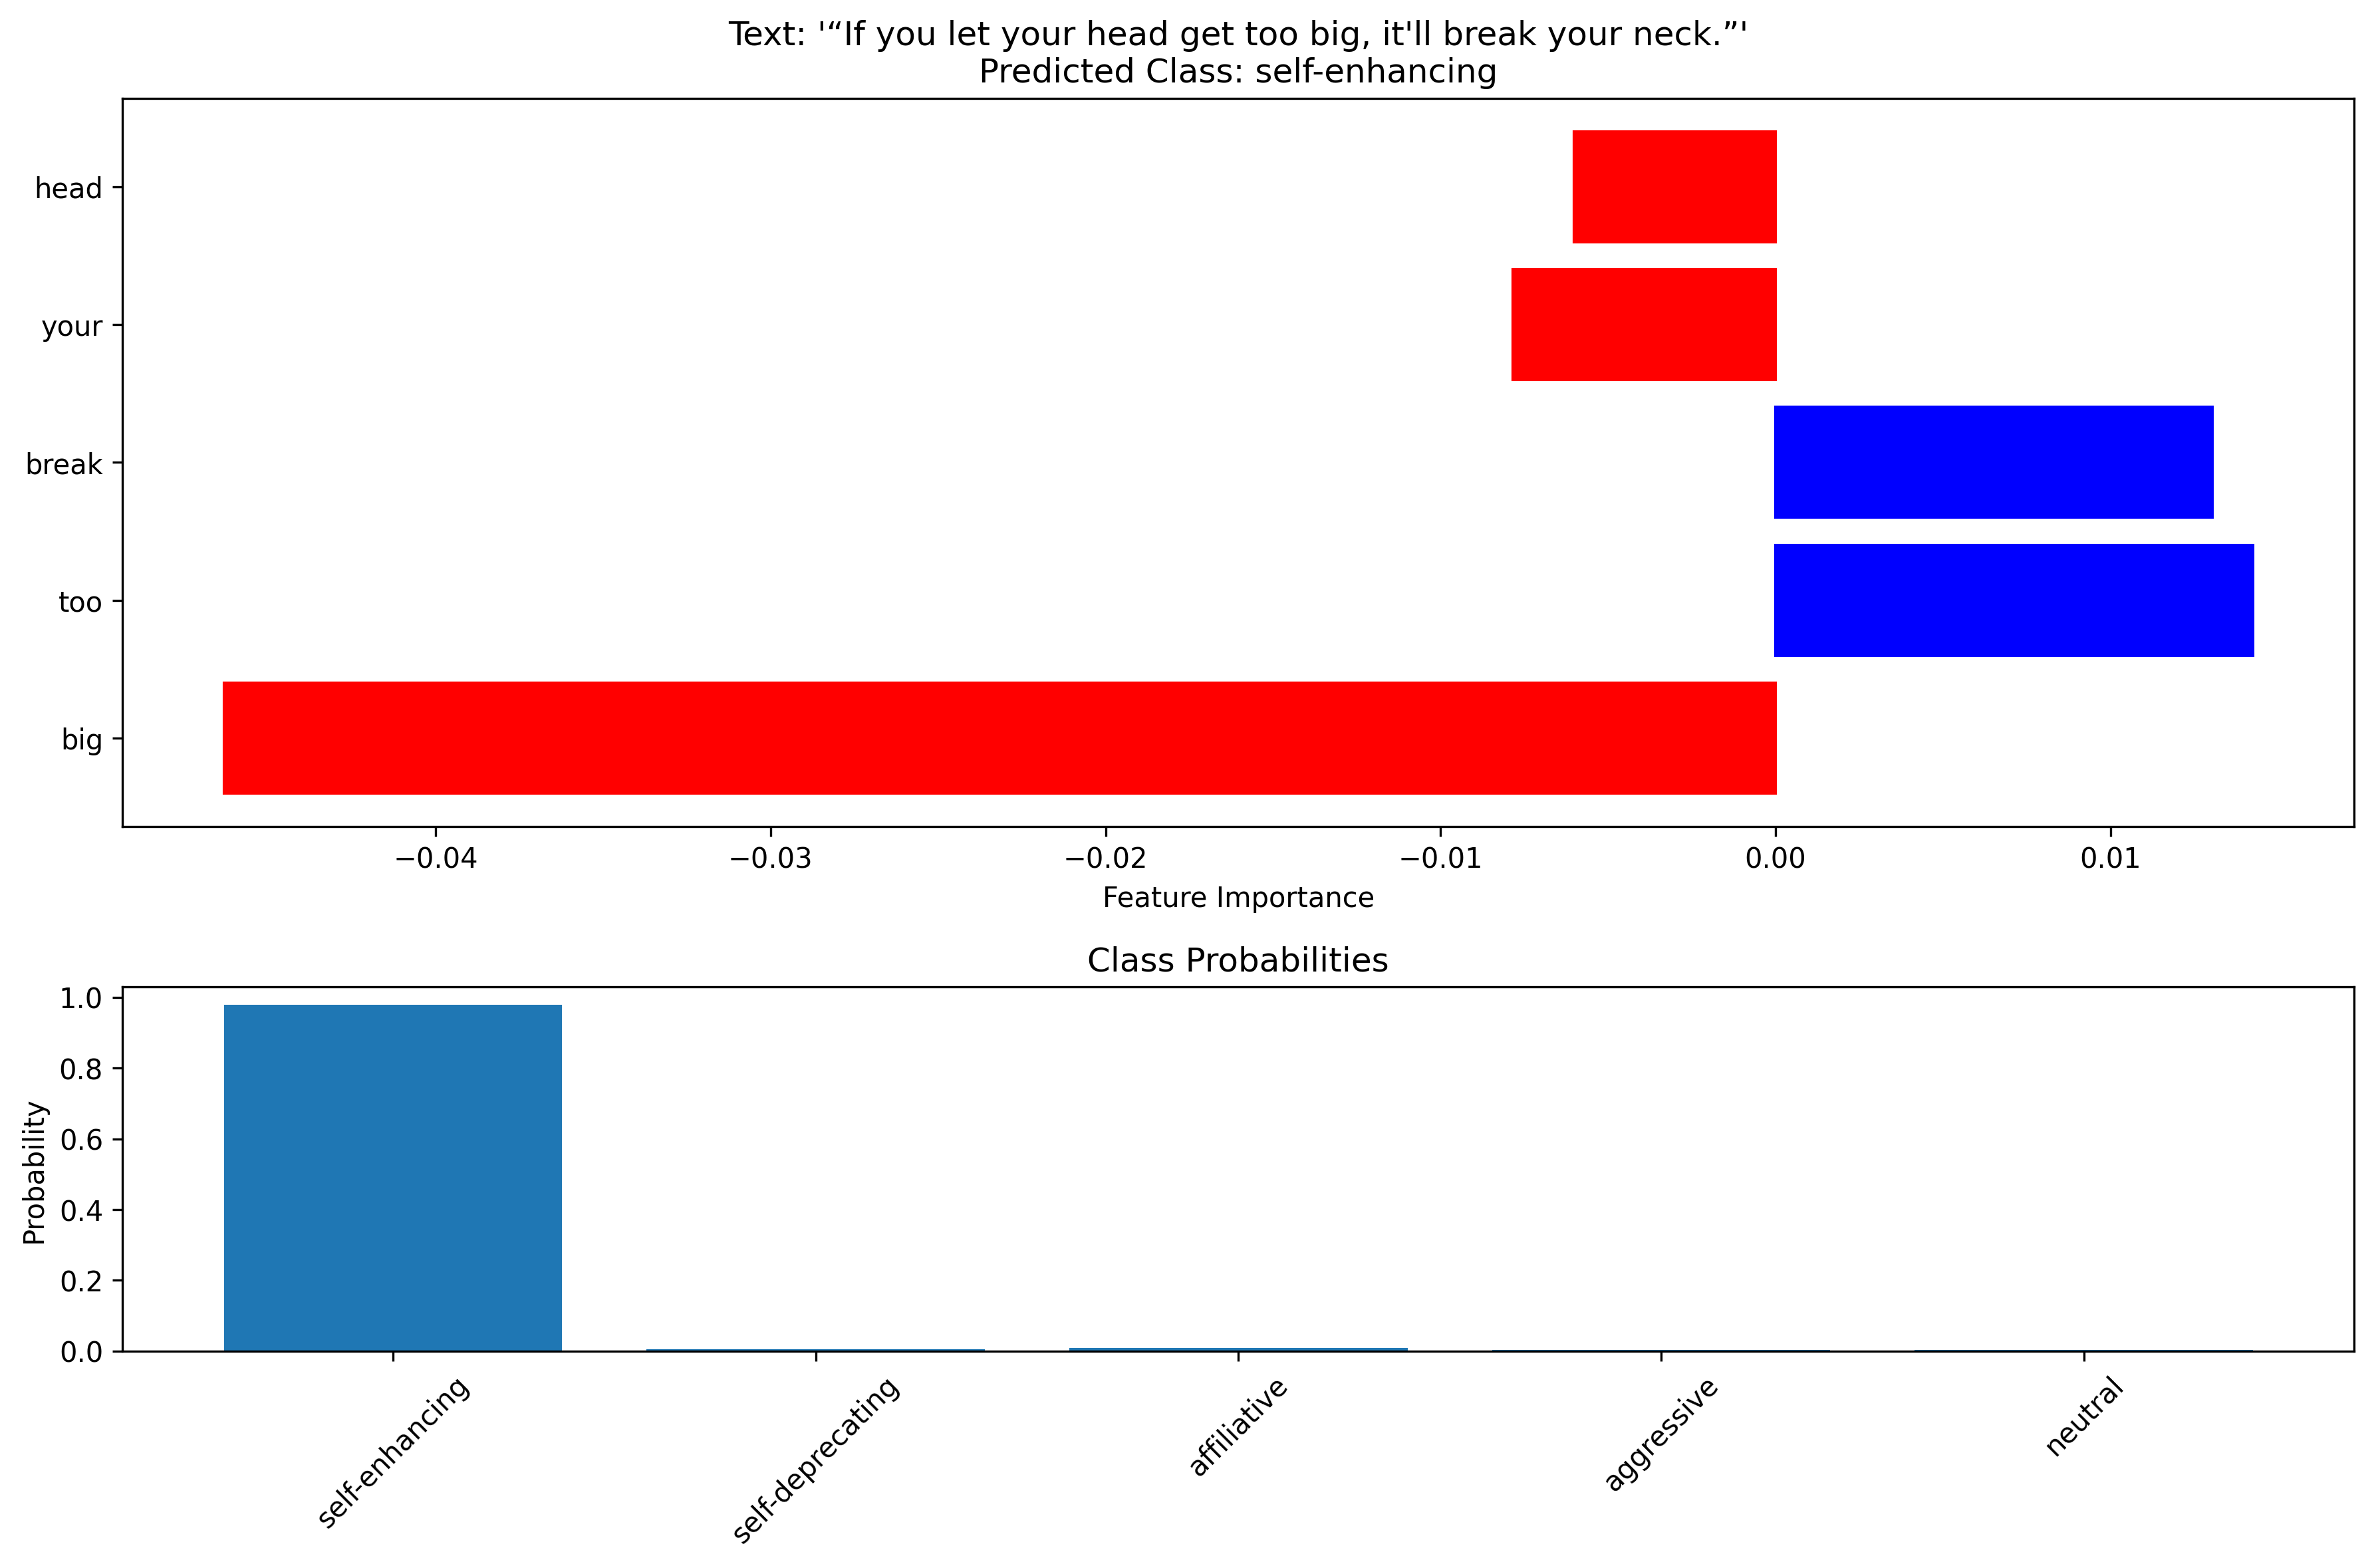 Text: '“If you let your head get too big, it'll break your neck.”'
Predicted Class: self-enhancing
head
your
break
too
big
−0.04
−0.03
−0.02
−0.01
0.00
0.01
Feature Importance
Class Probabilities
1.0
0.8
0.6
0.4
0.2
0.0
Probability
self-enhancing
self-deprecating
affiliative
aggressive
neutral